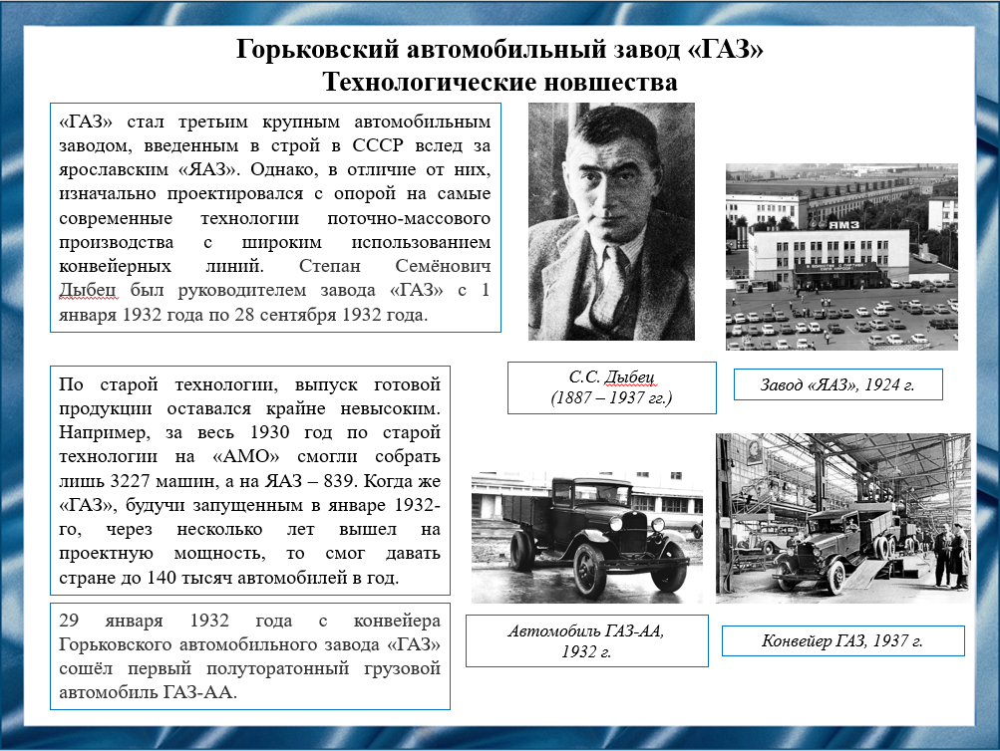 Горьковский автомобильный завод «ГАЗ»
Технологические новшества
«ГАЗ» стал третьим крупным автомобильным
заводом, введенным в строй в СССР вслед за
ярославским «ЯАЗ». Однако, в отличие от них,
изначально проектировался с опорой на самые
современные технологии поточно-массового
производства с широким использованием
конвейерных линий. Степан Семёнович
Дыбец был руководителем завода «ГАЗ» с 1
января 1932 года по 28 сентября 1932 года.
ЯМЗ
С.С. Дыбец
(1887 – 1937 гг.)
Завод «ЯАЗ», 1924 г.
По старой технологии, выпуск готовой
продукции оставался крайне невысоким.
Например, за весь 1930 год по старой
технологии на «АМО» смогли собрать
лишь 3227 машин, а на ЯАЗ – 839. Когда же
«ГАЗ», будучи запущенным в январе 1932-
го, через несколько лет вышел на
проектную мощность, то смог давать
стране до 140 тысяч автомобилей в год.
29 января 1932 года с конвейера
Горьковского автомобильного завода «ГАЗ»
сошёл первый полуторатонный грузовой
автомобиль ГАЗ-АА.
Автомобиль ГАЗ-АА,
1932 г.
Конвейер ГАЗ, 1937 г.